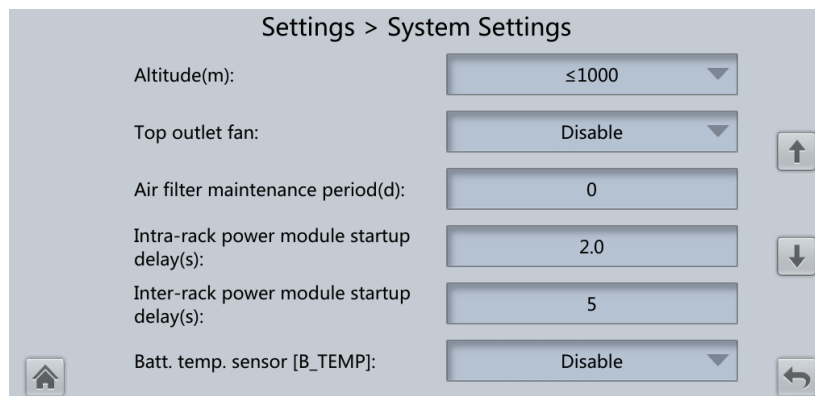 Settings > System Settings
Altitude(m):
≤1000
Top outlet fan:
Disable
Air filter maintenance period(d):
0
Intra-rack power module startup
delay(s):
2.0
Inter-rack power module startup
delay(s):
5
Batt. temp. sensor [B_TEMP]:
Disable